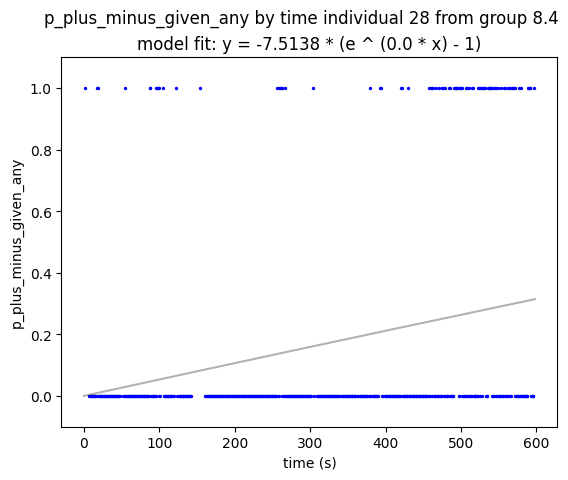 p_plus_minus_given_any by time individual 28 from group 8.4
model fit: y = -7.5138 * (e ^ (0.0 * x) - 1)
1.0
0.8
0.6
0.4
0.2
0.0
p_plus_minus_given_any
0 100 200 300 400 500 600
time (s)